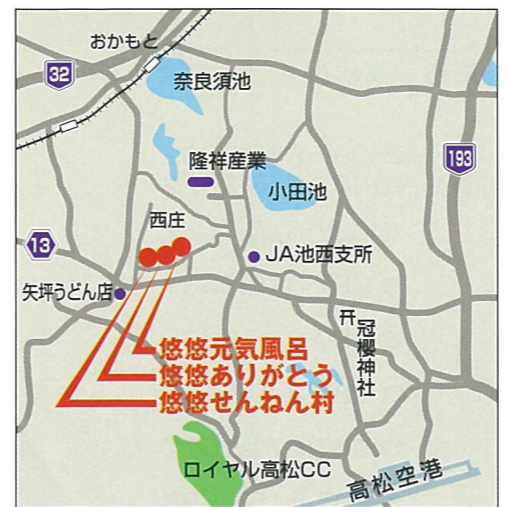 おかもと
32
奈良須池
193
隆祥産業
小田池
西庄
13
JA池西支所
矢坪うどん店
冠櫻神社
悠悠元気風呂
悠悠ありがとう
悠悠せんねん村
ロイヤル高松CC
高松空港